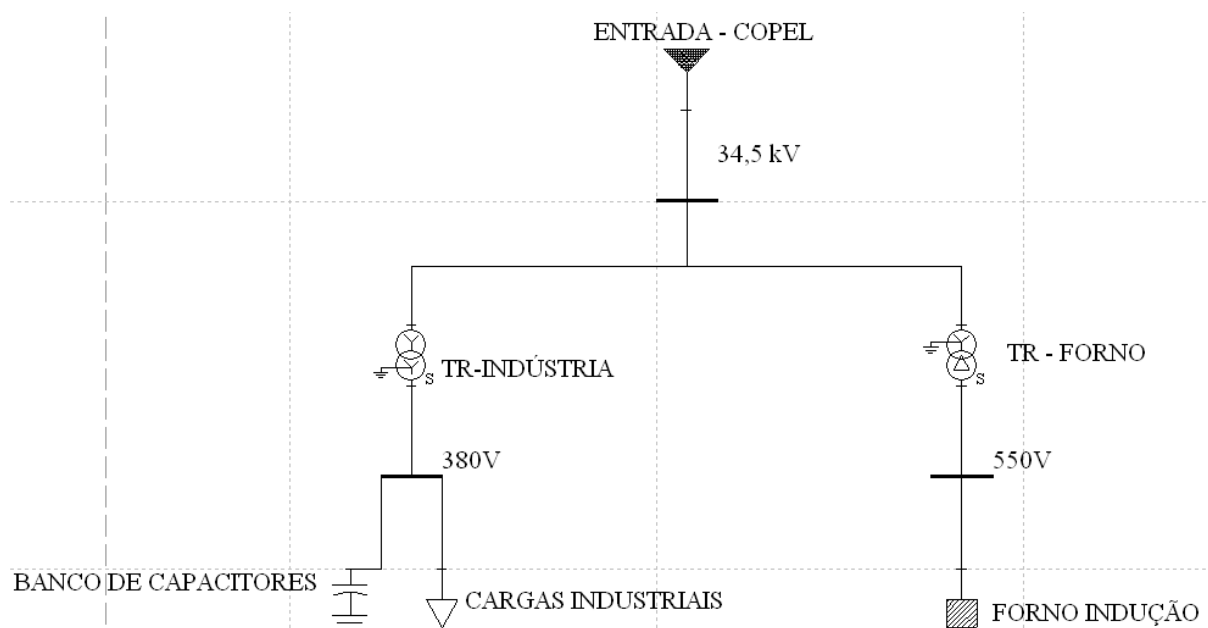 ENTRADA - COPEL
34,5 kV
TR-INDÚSTRIA
S
TR - FORNO
S
380V
550V
BANCO DE CAPACITORES
CARGAS INDUSTRIAIS
FORNO INDUÇÃO